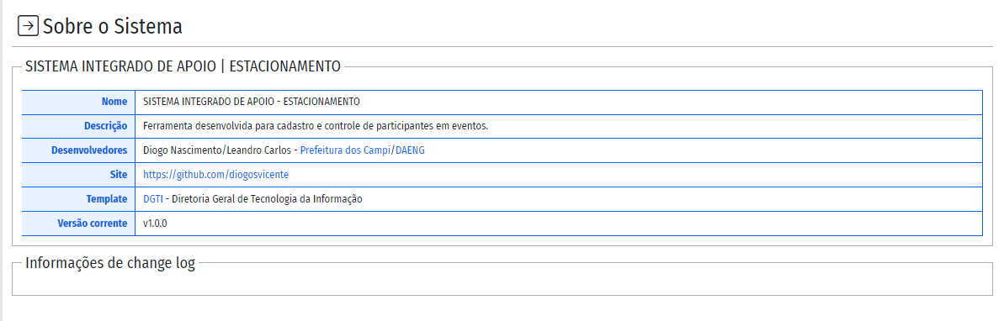 Sobre o Sistema
SISTEMA INTEGRADO DE APOIO | ESTACIONAMENTO
Nome SISTEMA INTEGRADO DE APOIO - ESTACIONAMENTO
Descrição Ferramenta desenvolvida para cadastro e controle de participantes em eventos.
Desenvolvedores Diogo Nascimento/Leandro Carlos - Prefeitura dos Campi/DAENG
Site https://github.com/diogosvicente
Template DGTI - Diretoria Geral de Tecnologia da Informação
Versão corrente v1.0.0
Informações de change log